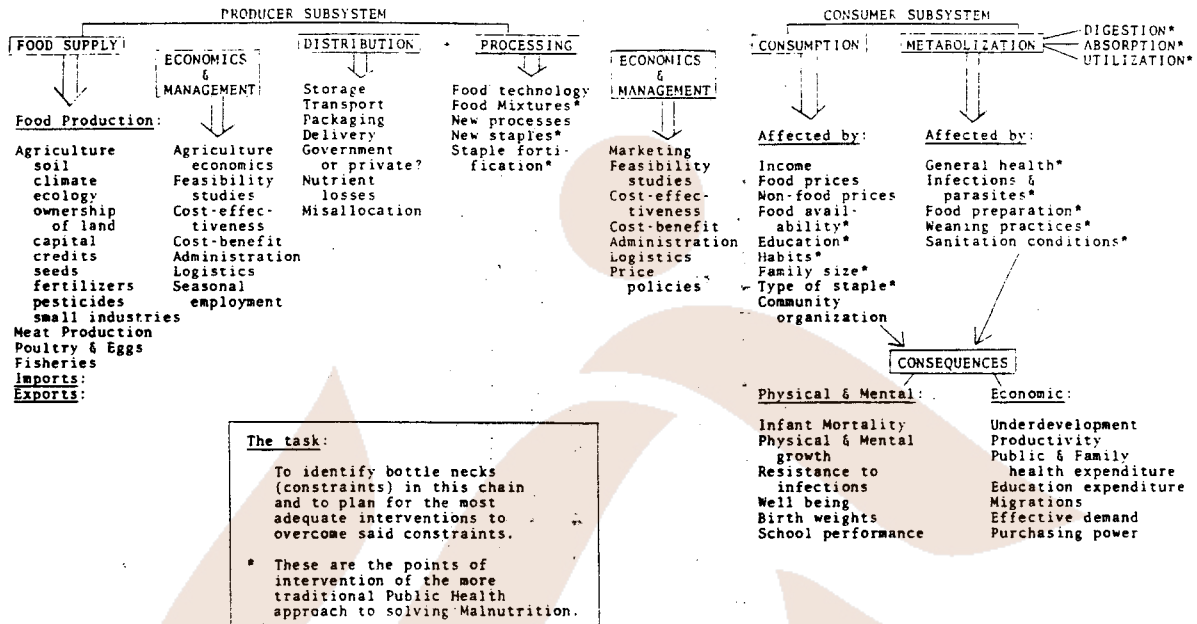 PRODUCER SUBSYSTEM
FOOD SUPPLY
Food Production:
Agriculture
soil
climate
ecology
ownership
of land
capital
credits
seeds
fertilizers
pesticides
small industries
Meat Production
Poultry & Eggs
Fisheries
Imports:
Exports:
ECONOMICS
&
MANAGEMENT
Agriculture
economics
Feasibility
studies
Cost-effec-
tiveness
Cost-benefit
Administration
Logistics
Seasonal
employment
DISTRIBUTION
Storage
Transport
Packaging
Delivery
Government
or private?
Nutrient
losses
Misallocation
PROCESSING
Food technology
Food Mixtures*
New processes
New staples*
Staple forti-
fication*
ECONOMICS
&
MANAGEMENT
Marketing
Feasibility
studies
Cost-effec-
tiveness
Cost-benefit
Administration
Logistics
Price
policies
CONSUMER SUBSYSTEM
CONSUMPTION
Affected by:
Income
Food prices
Non-food prices
Food avail-
ability*
Education*
Habits*
Family size*
Type of staple*
Community
organization
METABOLIZATION
DIGESTION*
ABSORPTION*
UTILIZATION*
Affected by:
General health*
Infections &
parasites*
Food preparation*
Weaning practices*
Sanitation conditions*
CONSEQUENCES
Physical & Mental:
Infant Mortality
Physical & Mental
growth
Resistance to
infections
Well being
Birth weights
School performance
Economic:
Underdevelopment
Productivity
Public & Family
health expenditure
Education expenditure
Migrations
Effective demand
Purchasing power
The task:
To identify bottle necks
(constraints) in this chain
and to plan for the most
adequate interventions to
overcome said constraints.
* These are the points of
intervention of the more
traditional Public Health
approach to solving Malnutrition.